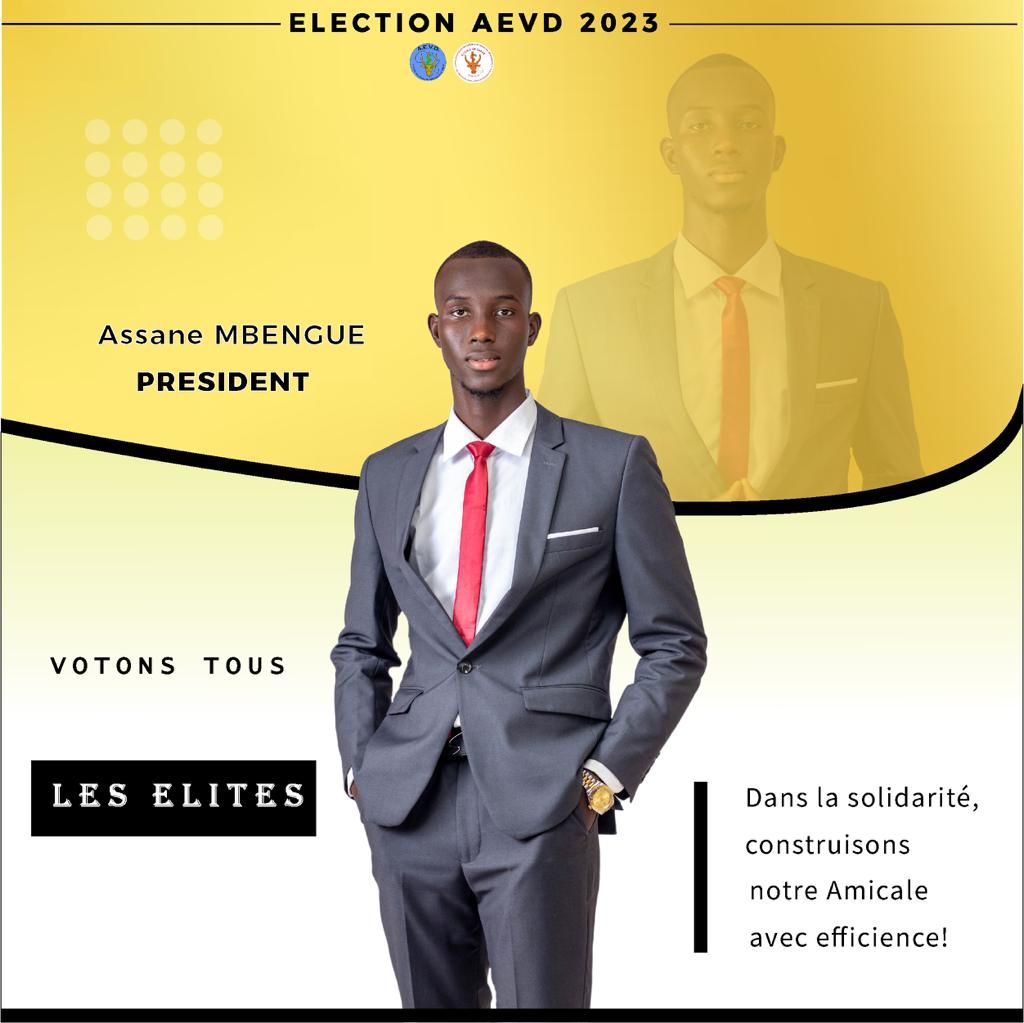 ELECTION AEVD 2023
A.E.V.D
Assane MBENGUE
PRESIDENT
VOTONS TOUS
LES ELITES
Dans la solidarité,
construisons
notre Amicale
avec efficience!